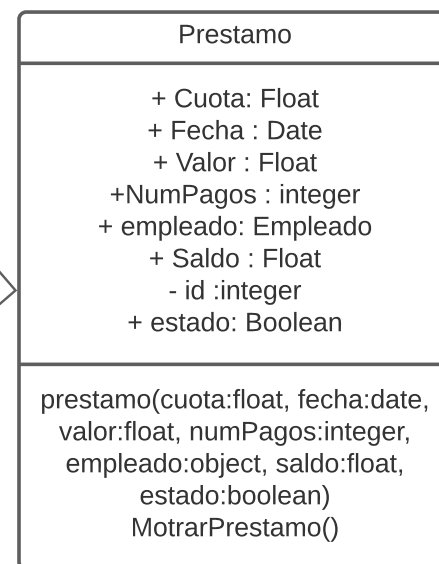 Prestamo
+ Cuota: Float
+ Fecha : Date
+ Valor : Float
+NumPagos : integer
+ empleado: Empleado
+ Saldo : Float
- id :integer
+ estado: Boolean
prestamo(cuota:float, fecha:date,
valor:float, numPagos:integer,
empleado:object, saldo:float,
estado:boolean)
MotrarPrestamo()